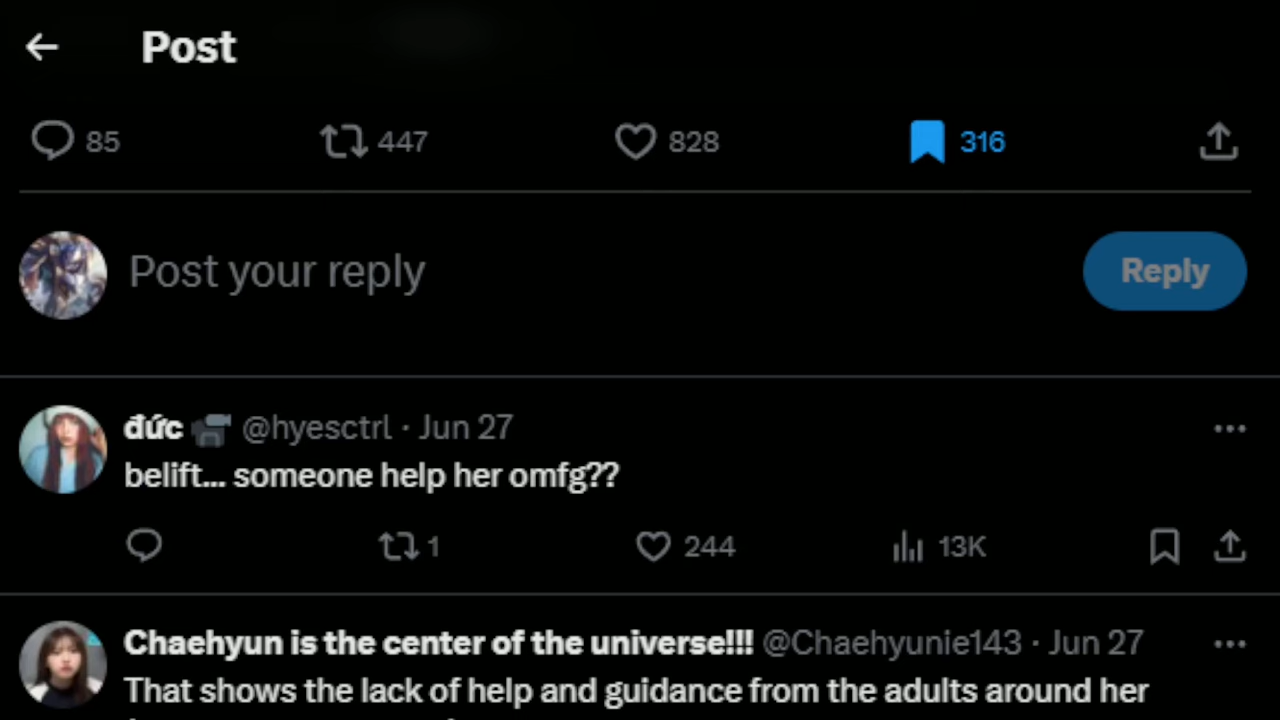 Post
85 447 828 316
Post your reply
Reply
đức @hyesctrl · Jun 27
belift... someone help her omfg??
1 244 13K
Chaehyun is the center of the universe!!! @Chaehyunie143 · Jun 27
That shows the lack of help and guidance from the adults around her